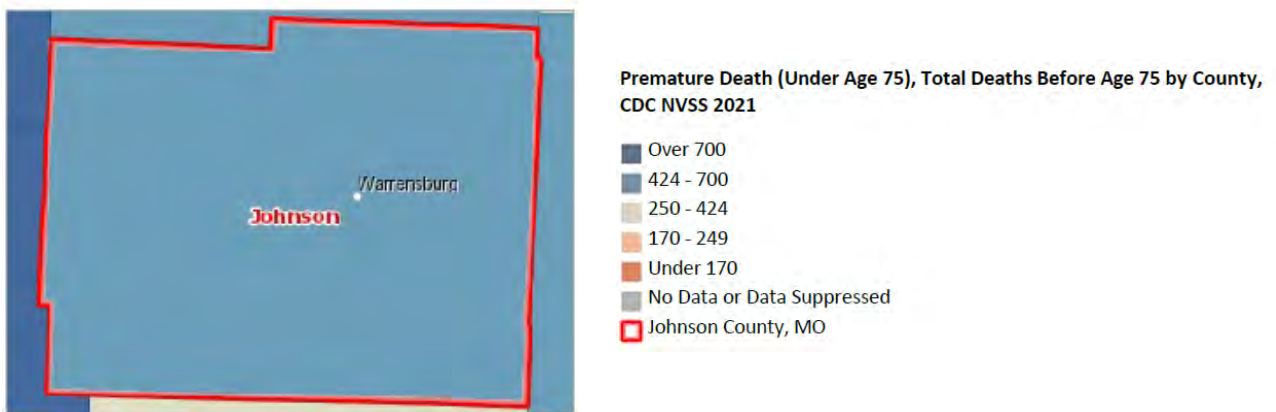 Warrensburg
Johnson
Premature Death (Under Age 75), Total Deaths Before Age 75 by County,
CDC NVSS 2021
Over 700
424 - 700
250 - 424
170 - 249
Under 170
No Data or Data Suppressed
Johnson County, MO